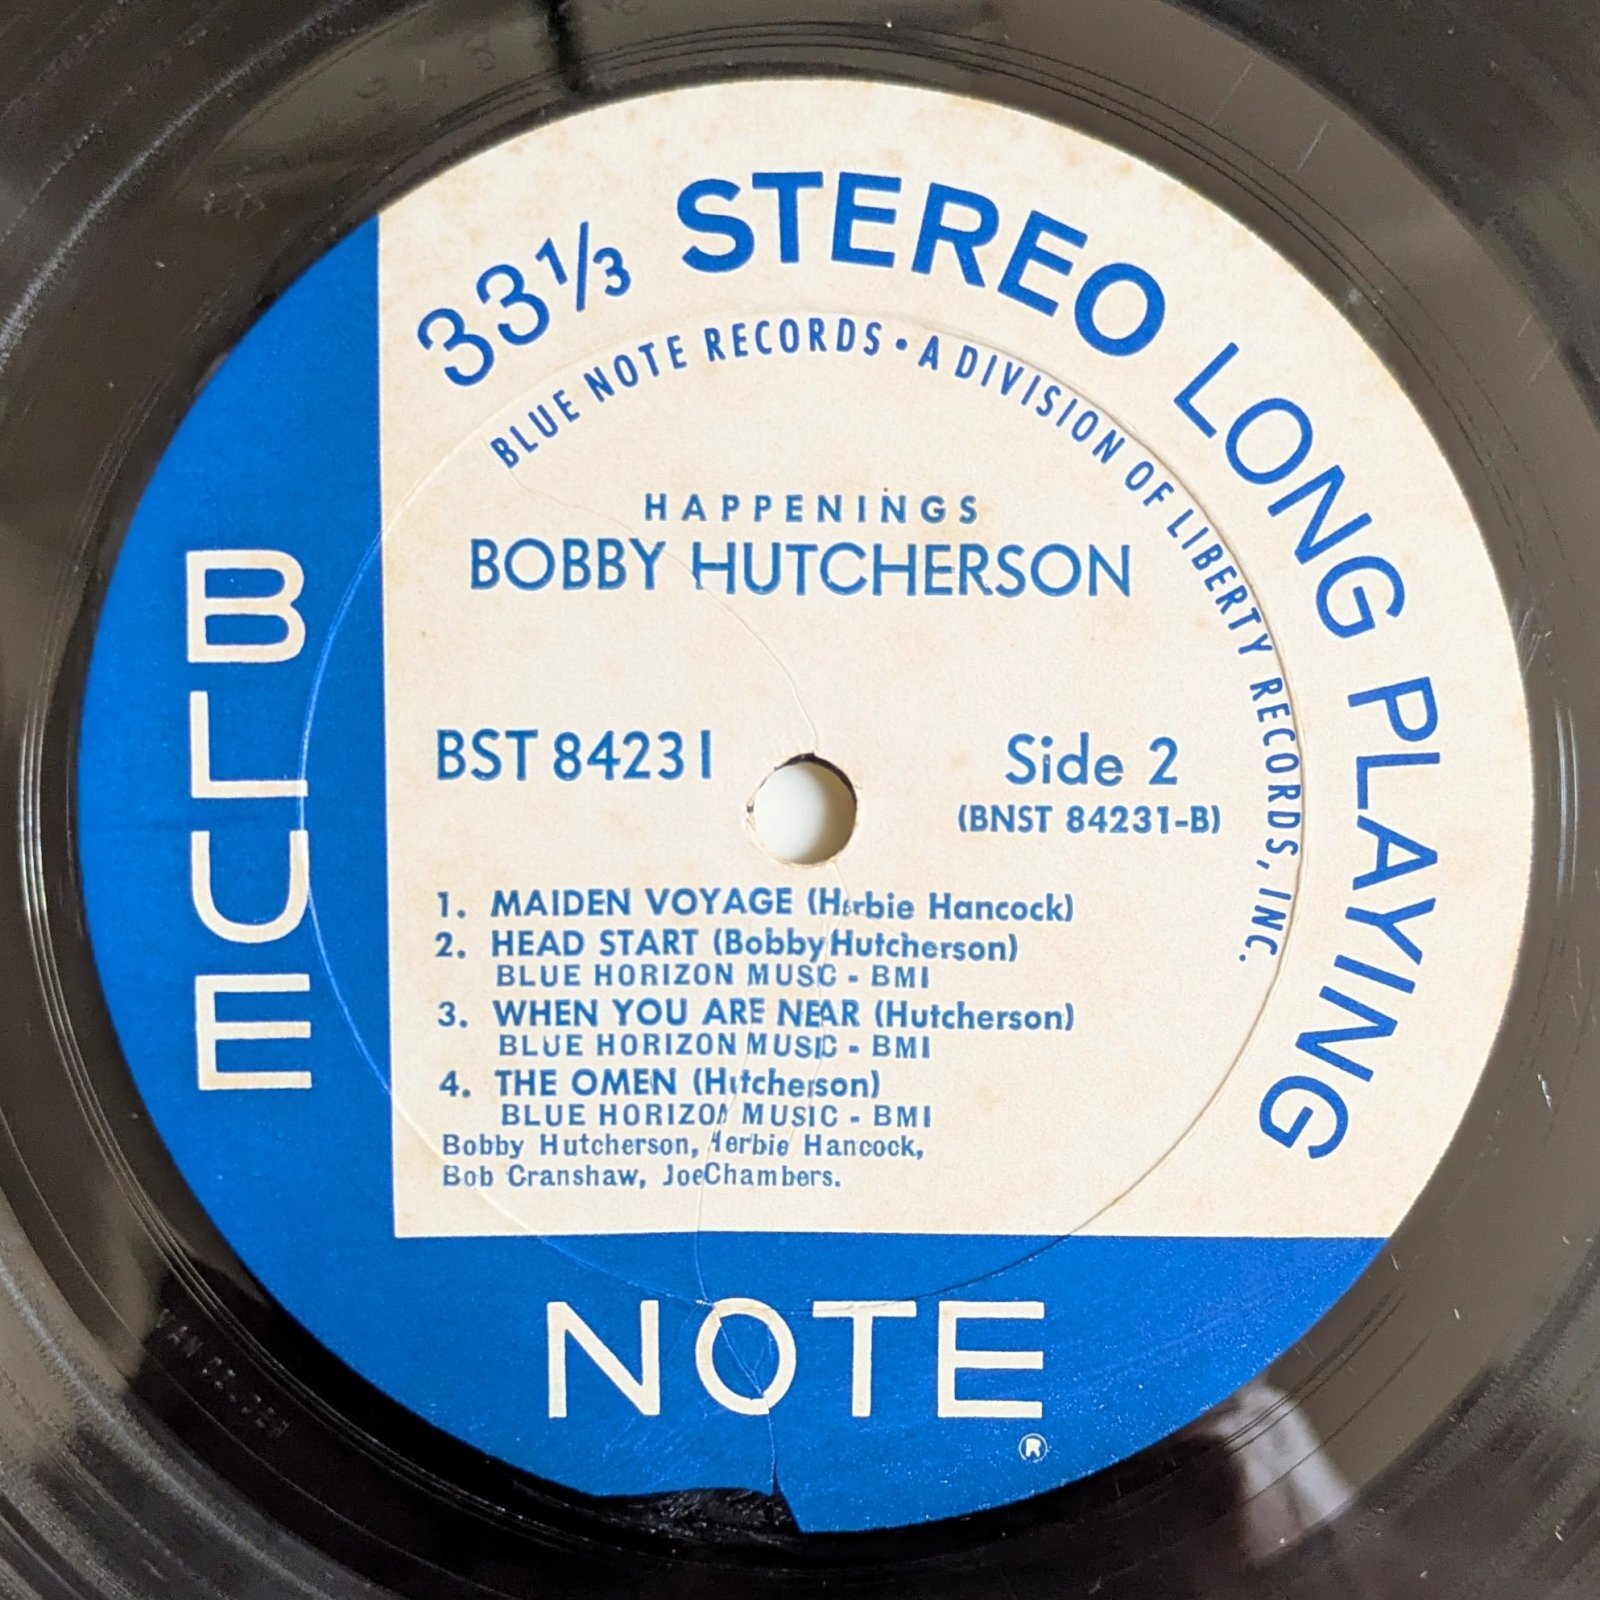 33⅓ STEREO LONG PLAYING
BLUE NOTE RECORDS • A DIVISION OF LIBERTY RECORDS, INC.
HAPPENINGS
BOBBY HUTCHERSON
BST 84231
Side 2
(BNST 84231-B)
1. MAIDEN VOYAGE (Herbie Hancock)
2. HEAD START (Bobby Hutcherson)
BLUE HORIZON MUSIC - BMI
3. WHEN YOU ARE NEAR (Hutcherson)
BLUE HORIZON MUSIC - BMI
4. THE OMEN (Hutcherson)
BLUE HORIZON MUSIC - BMI
Bobby Hutcherson, Herbie Hancock,
Bob Cranshaw, Joe Chambers.
BLUE
NOTE
®